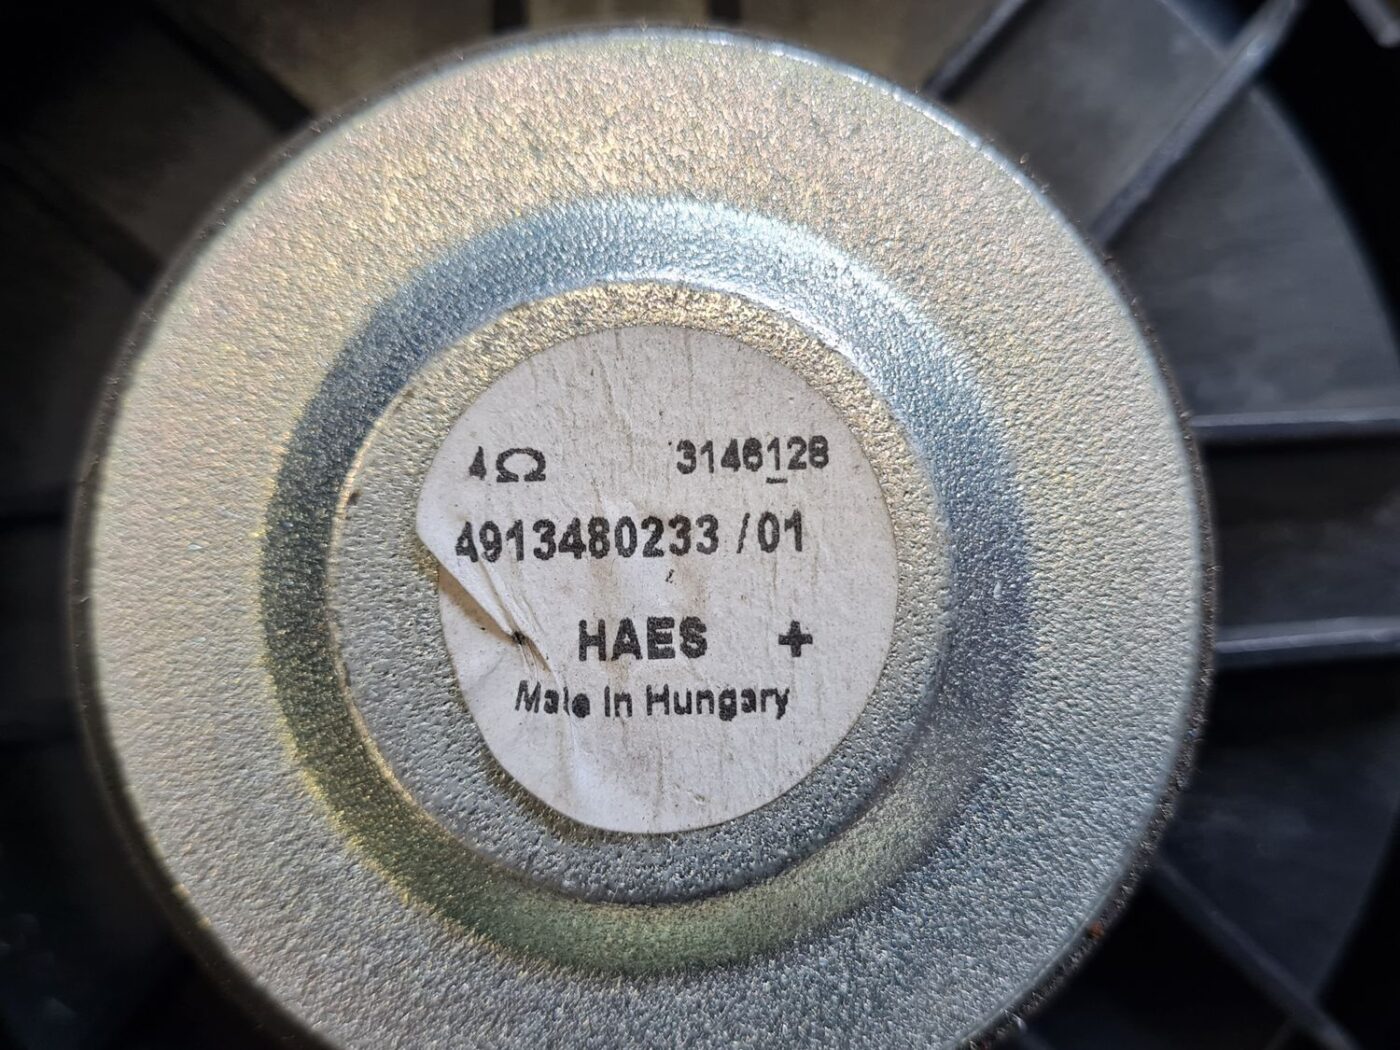 4Ω 3146128
4913480233 /01
HAES +
Made In Hungary